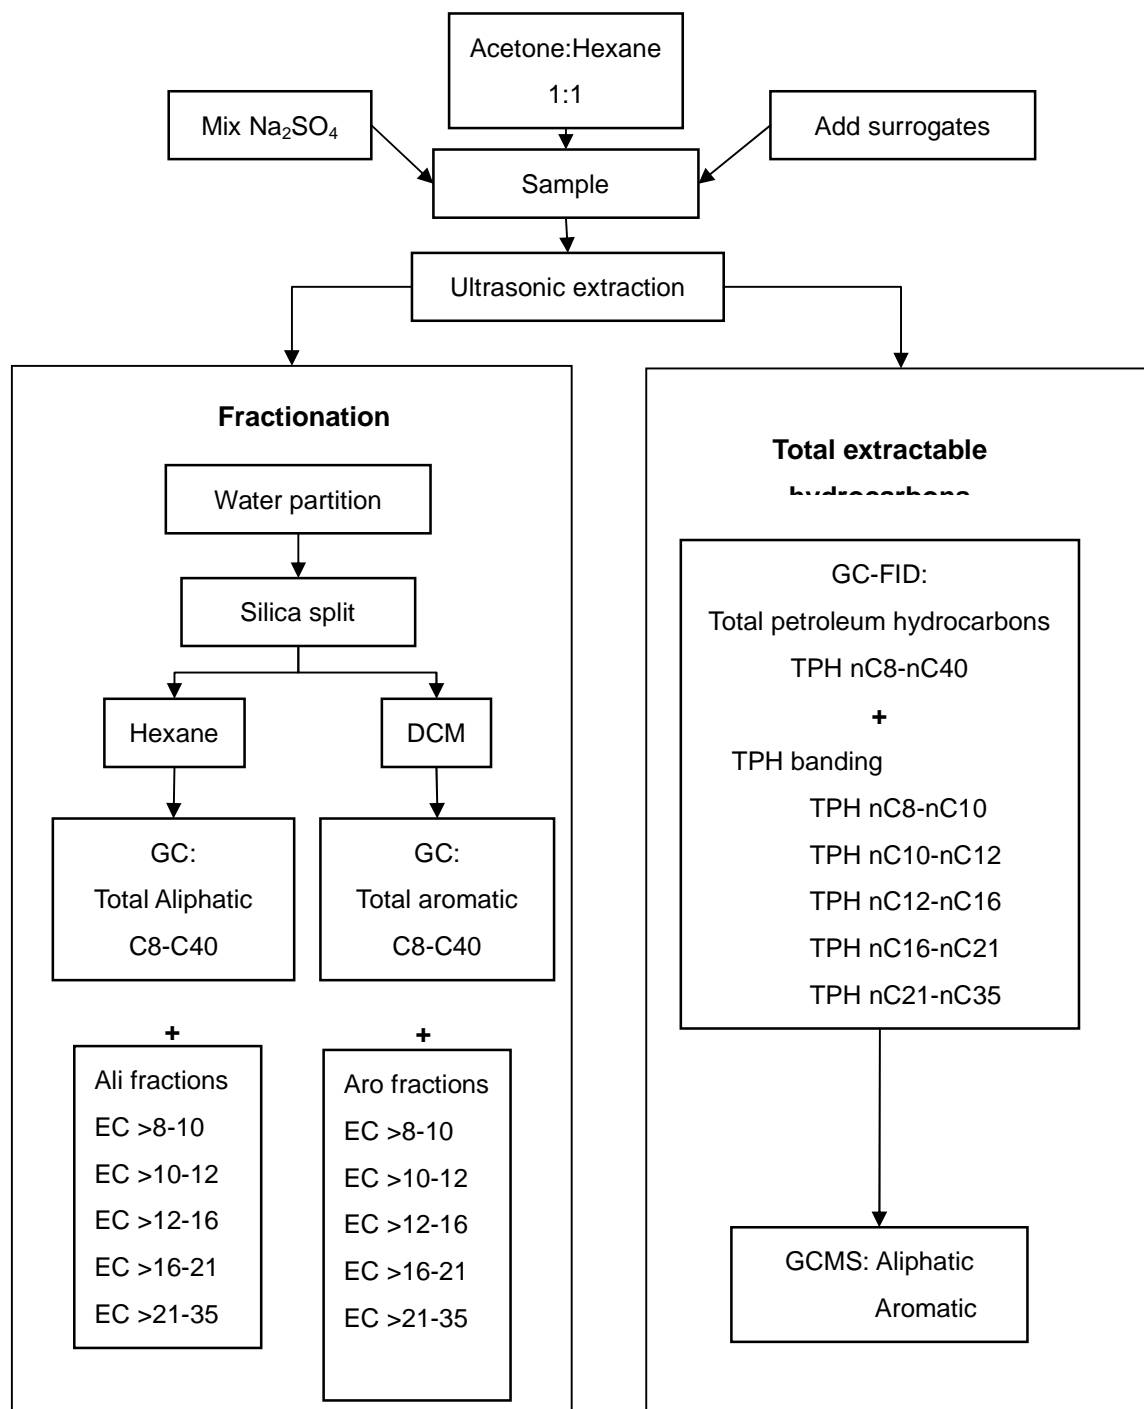 Acetone:Hexane
1:1
Mix Na₂SO₄
Add surrogates
Sample
Ultrasonic extraction
Fractionation
Water partition
Silica split
Hexane
DCM
GC:
Total Aliphatic
C8-C40
GC:
Total aromatic
C8-C40
+
Ali fractions
EC >8-10
EC >10-12
EC >12-16
EC >16-21
EC >21-35
+
Aro fractions
EC >8-10
EC >10-12
EC >12-16
EC >16-21
EC >21-35
Total extractable
hydrocarbons
GC-FID:
Total petroleum hydrocarbons
TPH nC8-nC40
+
TPH banding
TPH nC8-nC10
TPH nC10-nC12
TPH nC12-nC16
TPH nC16-nC21
TPH nC21-nC35
GCMS: Aliphatic
Aromatic